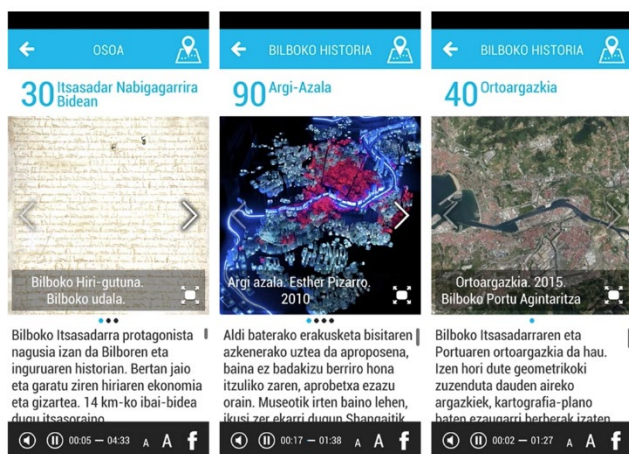 OSOA
30 Itsasadar Nabigagarrira
Bidean
Bilboko Hiri-gutuna.
Bilboko udala.
Bilboko Itsasadarra protagonista
nagusia izan da Bilboren eta
inguruaren historian. Bertan jaio
eta garatu ziren hiriaren ekonomia
eta gizartea. 14 km-ko ibai-bidea
dugu itsasoraino
00:05 — 04:33 A A f
BILBOKO HISTORIA
90 Argi-Azala
Argi azala. Esther Pizarro.
2010
Aldi baterako erakusketa bisitaren
azkenerako uztea da aproposena,
baina ez badakizu berriro hona
itzuliko zaren, aprobetxa ezazu
orain. Museotik irten baino lehen,
ikusi zer ekarri dugun Shangaitik
00:17 — 01:38 A A f
BILBOKO HISTORIA
40 Ortoargazkia
Ortoargazkia. 2015.
Bilboko Portu Agintaritza
Bilboko Itsasadarraren eta
Portuaren ortoargazkia da hau.
Izen hori dute geometrikoki
zuzenduta dauden aireko
argazkiek, kartografia-plano
baten ezaugarri berberak izaten
00:02 — 01:27 A A f